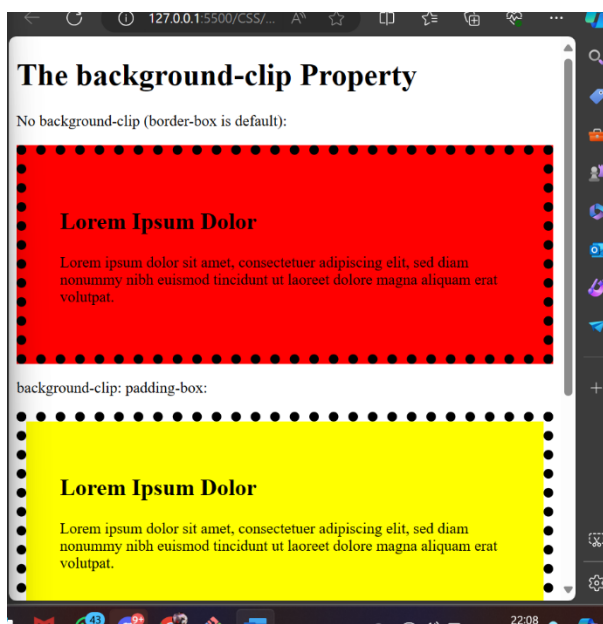 127.0.0.1:5500/CSS/...
The background-clip Property
No background-clip (border-box is default):
Lorem Ipsum Dolor
Lorem ipsum dolor sit amet, consectetuer adipiscing elit, sed diam
nonummy nibh euismod tincidunt ut laoreet dolore magna aliquam erat
volutpat.
background-clip: padding-box:
Lorem Ipsum Dolor
Lorem ipsum dolor sit amet, consectetuer adipiscing elit, sed diam
nonummy nibh euismod tincidunt ut laoreet dolore magna aliquam erat
volutpat.
43
9+
22:08